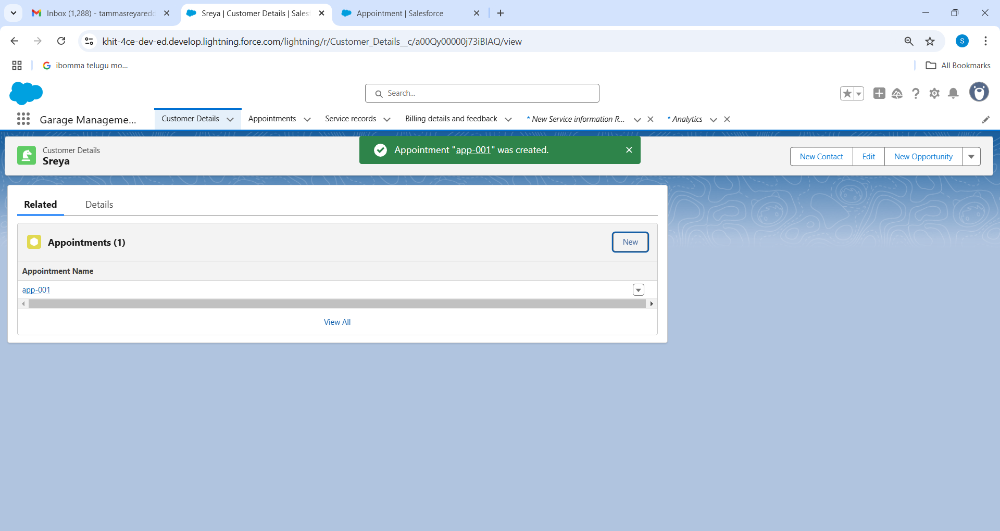 Inbox (1,288) - tammasreyaredd
Sreya | Customer Details | Sales
Appointment | Salesforce
khit-4ce-dev-ed.develop.lightning.force.com/lightning/r/Customer_Details__c/a00Qy00000j73iBIAQ/view
S
ibomma telugu mo...
All Bookmarks
Search...
Garage Manageme...
Customer Details
Appointments
Service records
Billing details and feedback
* New Service information R...
* Analytics
Customer Details
Sreya
Appointment "app-001" was created.
New Contact
Edit
New Opportunity
Related
Details
Appointments (1)
New
Appointment Name
app-001
View All